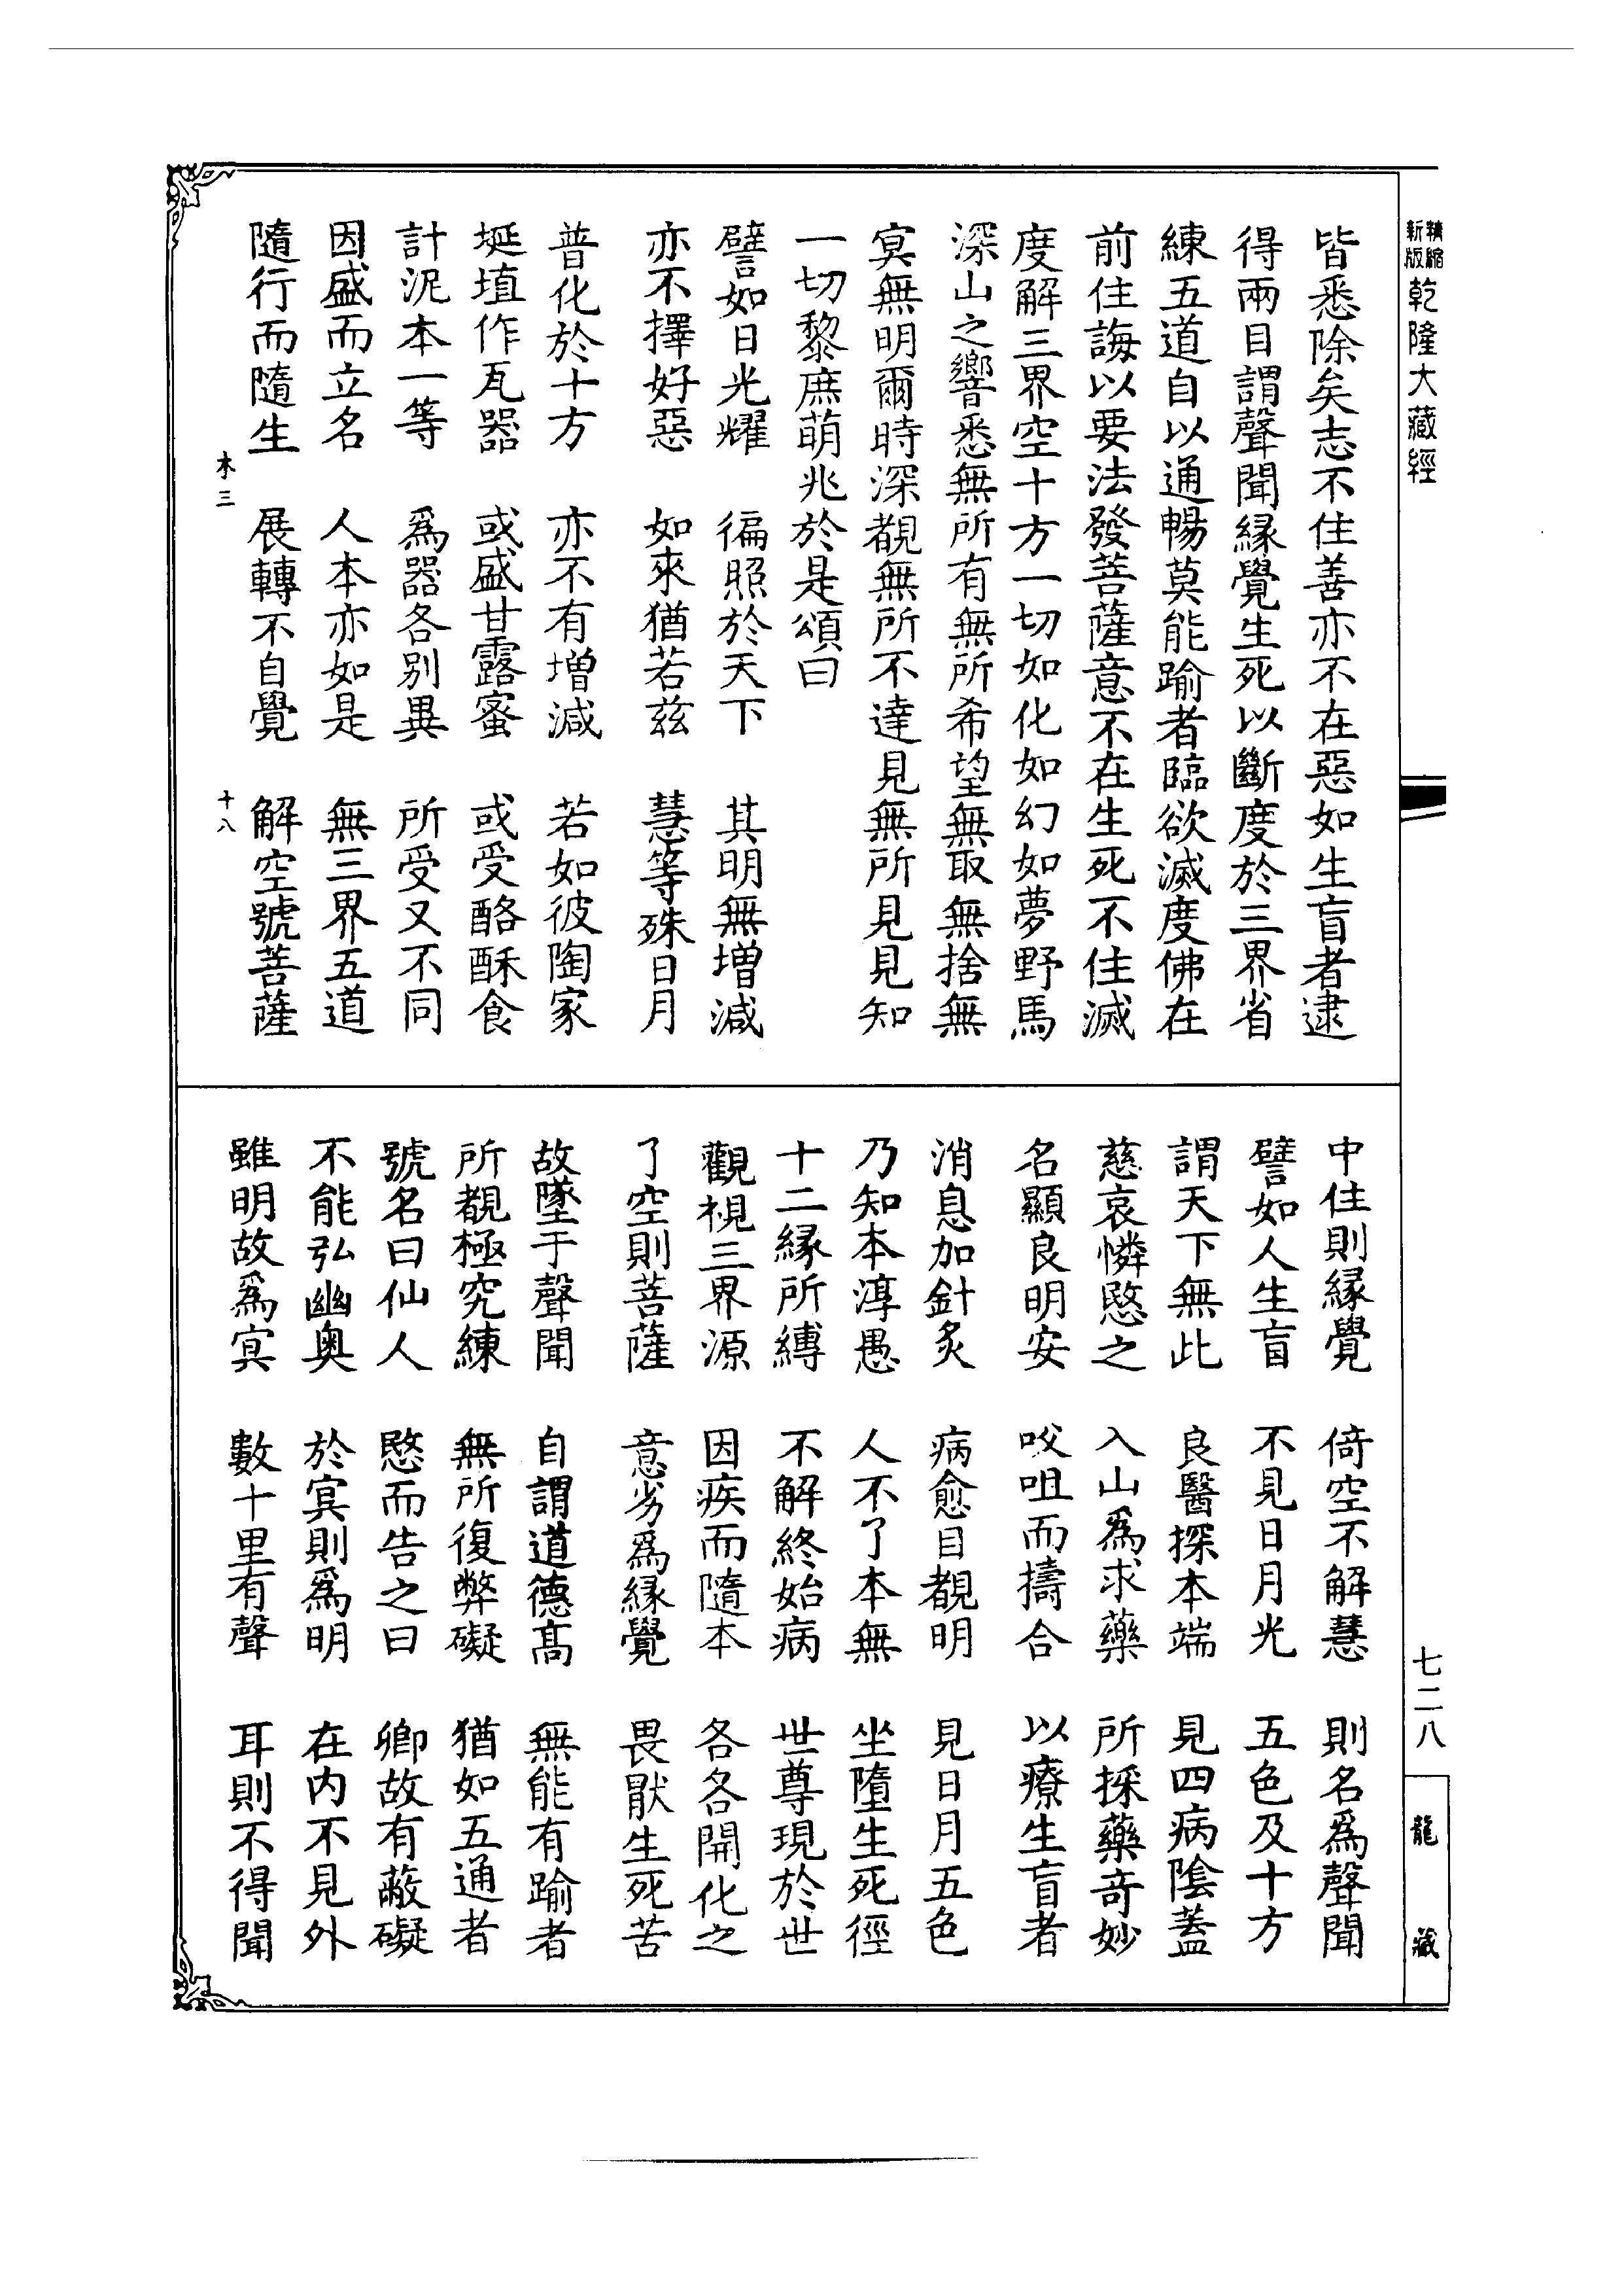 新版精縮乾隆大藏經
皆悉除矣志不住善亦不在惡如生盲者逮
得兩目謂聲聞緣覺生死以斷度於三界省
練五道自以通暢莫能踰者臨欲滅度佛在
前住誨以要法發菩薩意不在生死不住滅
度解三界空十方一切如化如幻如夢野馬
深山之響悉無所有無所希望無取無捨無
冥無明爾時深覩無所不達見無所見見知
一切黎庶萌兆於是頌曰
譬如日光耀　徧照於天下　其明無增減
亦不擇好惡　如來猶若茲　慧等殊日月
普化於十方　亦不有增減　若如彼陶家
埏埴作瓦器　或盛甘露蜜　或受酪酥食
計泥本一等　爲器各別異　所受又不同
因盛而立名　人本亦如是　無三界五道
隨行而隨生　展轉不自覺　解空號菩薩
木三　十八
中住則緣覺　倚空不解慧　則名爲聲聞
譬如人生盲　不見日月光　五色及十方
謂天下無此　良醫探本端　見四病陰蓋
慈哀憐愍之　入山爲求藥　所採藥奇妙
名顯良明安　㕮咀而擣合　以療生盲者
消息加針炙　病愈目覩明　見日月五色
乃知本淳愚　人不了本無　坐墮生死徑
十二緣所縛　不解終始病　世尊現於世
觀視三界源　因疾而隨本　各各開化之
了空則菩薩　意劣爲緣覺　畏厭生死苦
故墜于聲聞　自謂道德高　無能有踰者
所覩極究練　無所復弊礙　猶如五通者
號名曰仙人　愍而告之曰　卿故有蔽礙
不能弘幽奧　於冥則爲明　在内不見外
雖明故爲冥　數十里有聲　耳則不得聞
七二八
龍藏